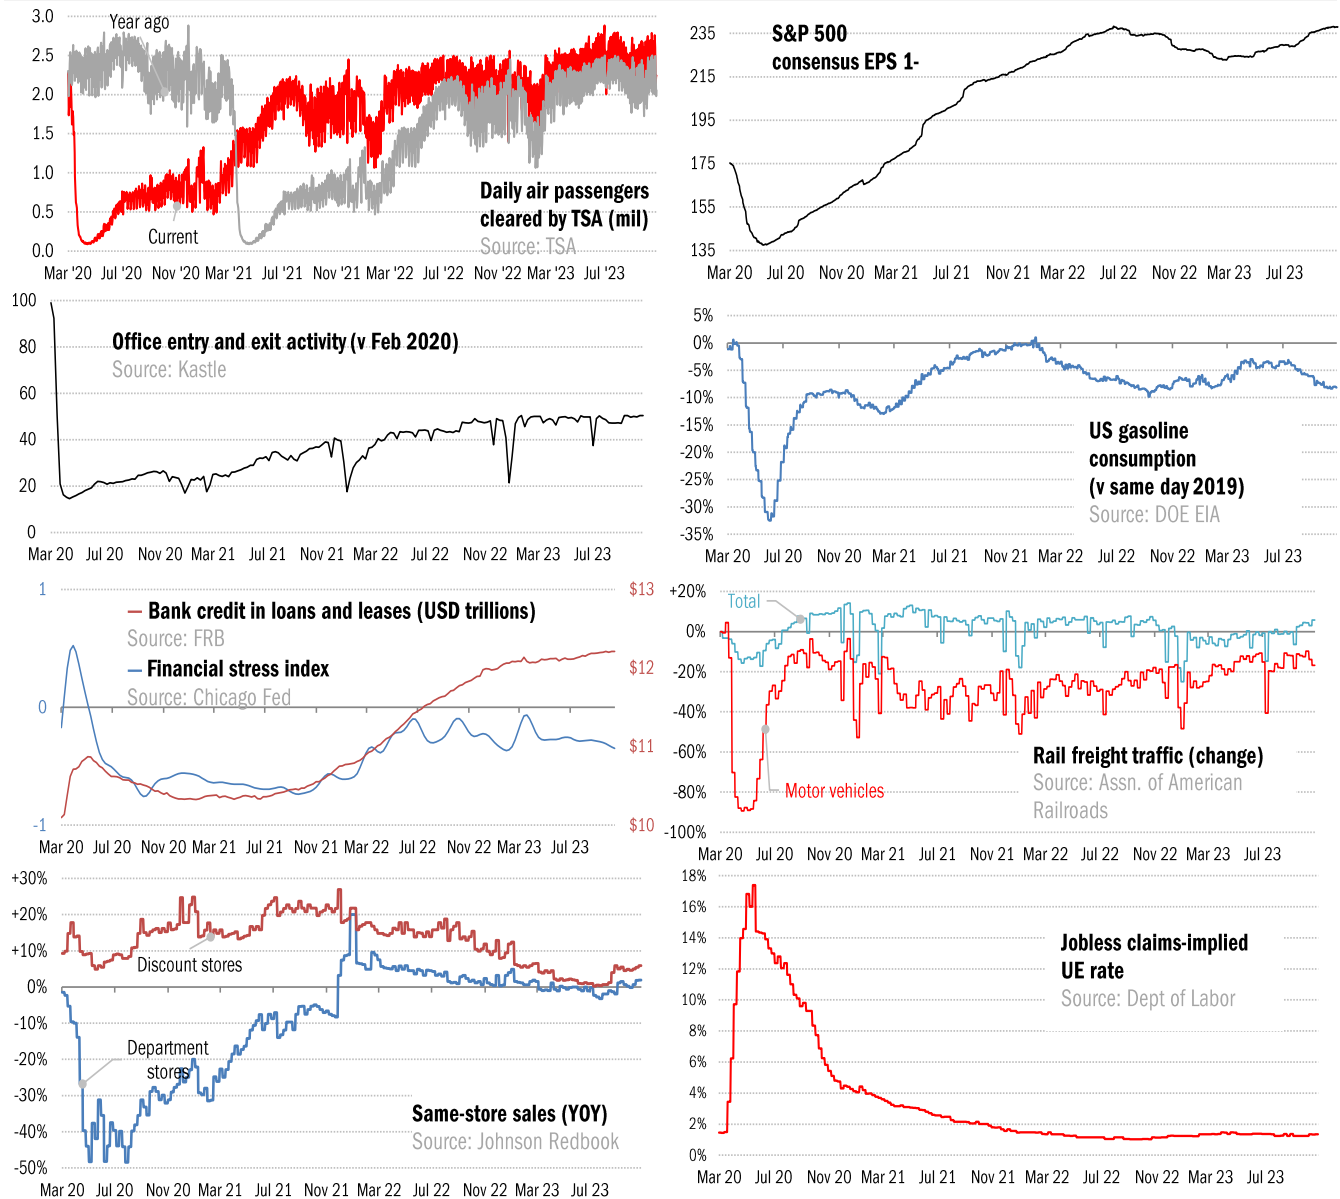 3.0
2.5
2.0
1.5
1.0
0.5
0.0
Year ago
Current
Daily air passengers
cleared by TSA (mil)
Source: TSA
Mar '20 Jul '20 Nov '20 Mar '21 Jul '21 Nov '21 Mar '22 Jul '22 Nov '22 Mar '23 Jul '23
235
215
195
175
155
135
S&P 500
consensus EPS 1-
Mar 20 Jul 20 Nov 20 Mar 21 Jul 21 Nov 21 Mar 22 Jul 22 Nov 22 Mar 23 Jul 23
100
80
60
40
20
0
Office entry and exit activity (v Feb 2020)
Source: Kastle
Mar 20 Jul 20 Nov 20 Mar 21 Jul 21 Nov 21 Mar 22 Jul 22 Nov 22 Mar 23 Jul 23
5%
0%
-5%
-10%
-15%
-20%
-25%
-30%
-35%
US gasoline
consumption
(v same day 2019)
Source: DOE EIA
Mar 20 Jul 20 Nov 20 Mar 21 Jul 21 Nov 21 Mar 22 Jul 22 Nov 22 Mar 23 Jul 23
1
0
-1
Bank credit in loans and leases (USD trillions)
Source: FRB
Financial stress index
Source: Chicago Fed
$13
$12
$11
$10
Mar 20 Jul 20 Nov 20 Mar 21 Jul 21 Nov 21 Mar 22 Jul 22 Nov 22 Mar 23 Jul 23
+20%
0%
-20%
-40%
-60%
-80%
-100%
Total
Motor vehicles
Rail freight traffic (change)
Source: Assn. of American
Railroads
Mar 20 Jul 20 Nov 20 Mar 21 Jul 21 Nov 21 Mar 22 Jul 22 Nov 22 Mar 23 Jul 23
+30%
+20%
+10%
0%
-10%
-20%
-30%
-40%
-50%
Discount stores
Department
stores
Same-store sales (YOY)
Source: Johnson Redbook
Mar 20 Jul 20 Nov 20 Mar 21 Jul 21 Nov 21 Mar 22 Jul 22 Nov 22 Mar 23 Jul 23
18%
16%
14%
12%
10%
8%
6%
4%
2%
0%
Jobless claims-implied
UE rate
Source: Dept of Labor
Mar 20 Jul 20 Nov 20 Mar 21 Jul 21 Nov 21 Mar 22 Jul 22 Nov 22 Mar 23 Jul 23